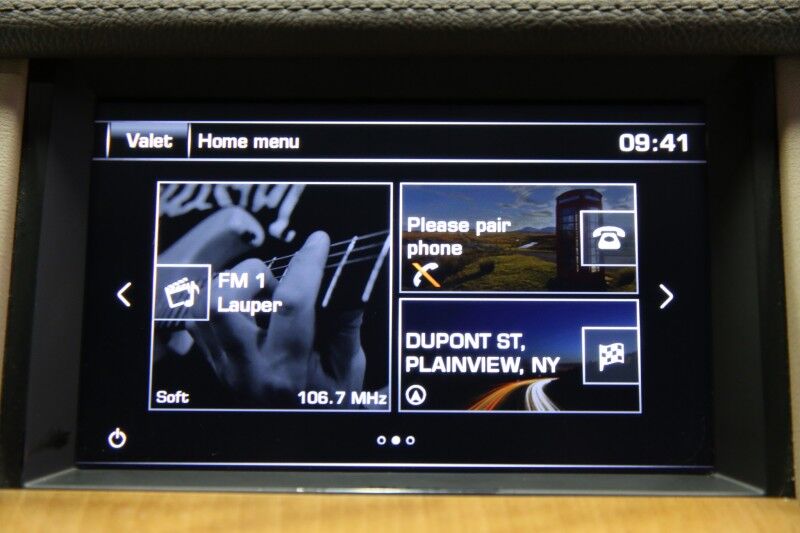 Valet
Home menu
09:41
FM 1
Lauper
Soft
106.7 MHz
Please pair
phone
DUPONT ST,
PLAINVIEW, NY